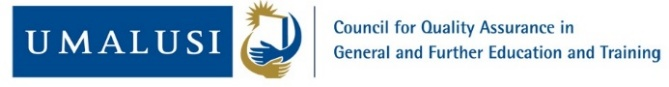 UMALUSI
Council for Quality Assurance in
General and Further Education and Training